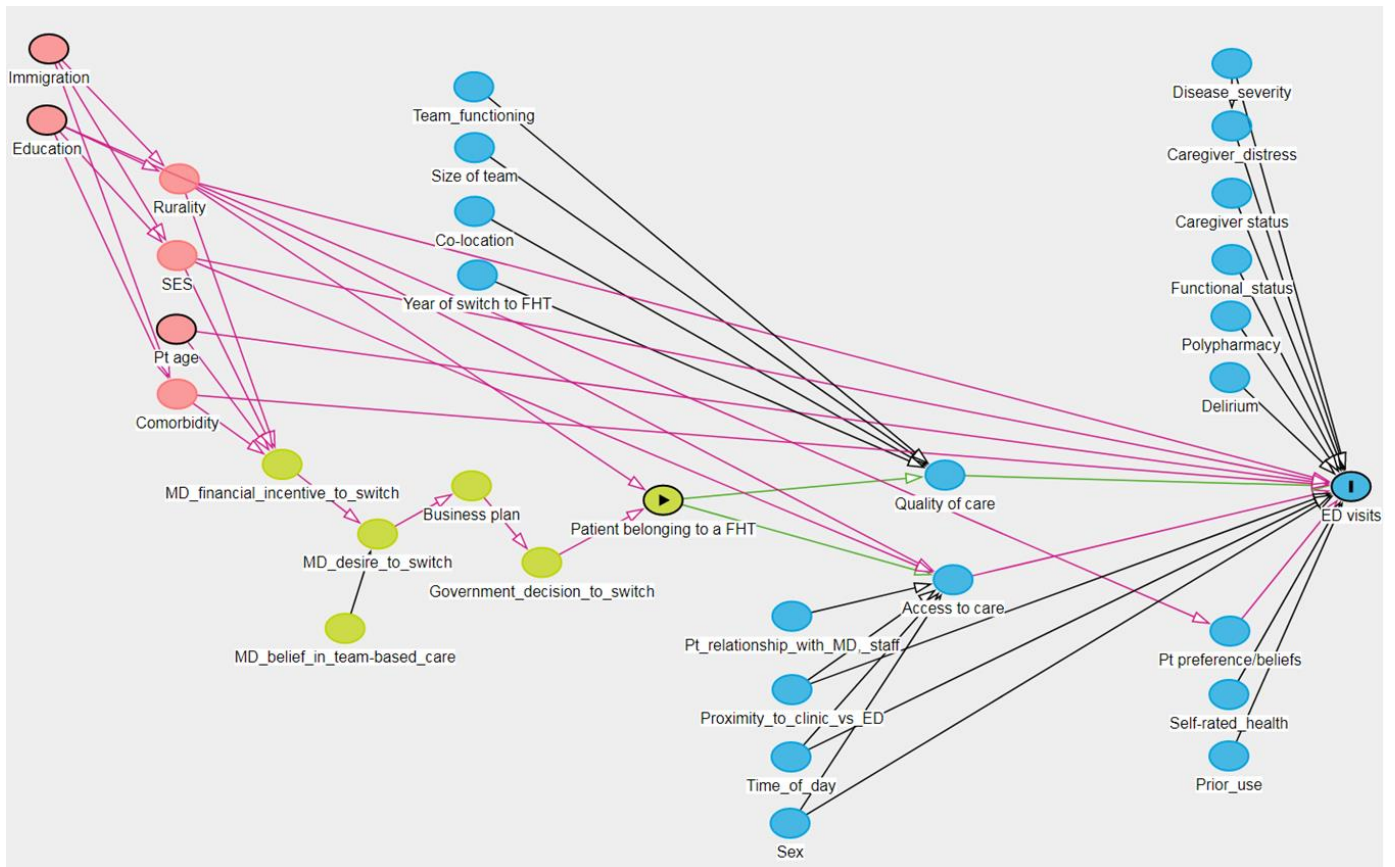 Immigration
Education
Rurality
SES
Pt age
Comorbidity
MD_financial_incentive_to_switch
MD_desire_to_switch
MD_belief_in_team-based_care
Business plan
Government_decision_to_switch
Team_functioning
Size of team
Co-location
Year of switch to FHT
Patient belonging to a FHT
Quality of care
Access to care
Pt_relationship_with_MD,_staff
Proximity_to_clinic_vs_ED
Time_of_day
Sex
Disease_severity
Caregiver_distress
Caregiver status
Functional_status
Polypharmacy
Delirium
ED visits
Pt preference/beliefs
Self-rated_health
Prior_use